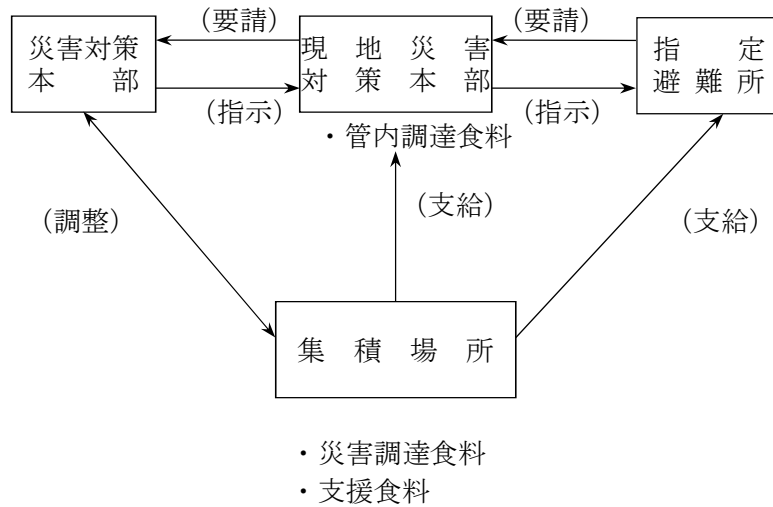 （要請）
（要請）
災害対策
本部
現地災害
対策本部
指定
避難所
（指示）
（指示）
・管内調達食料
（調整）
（支給）
（支給）
集積場所
・災害調達食料
・支援食料